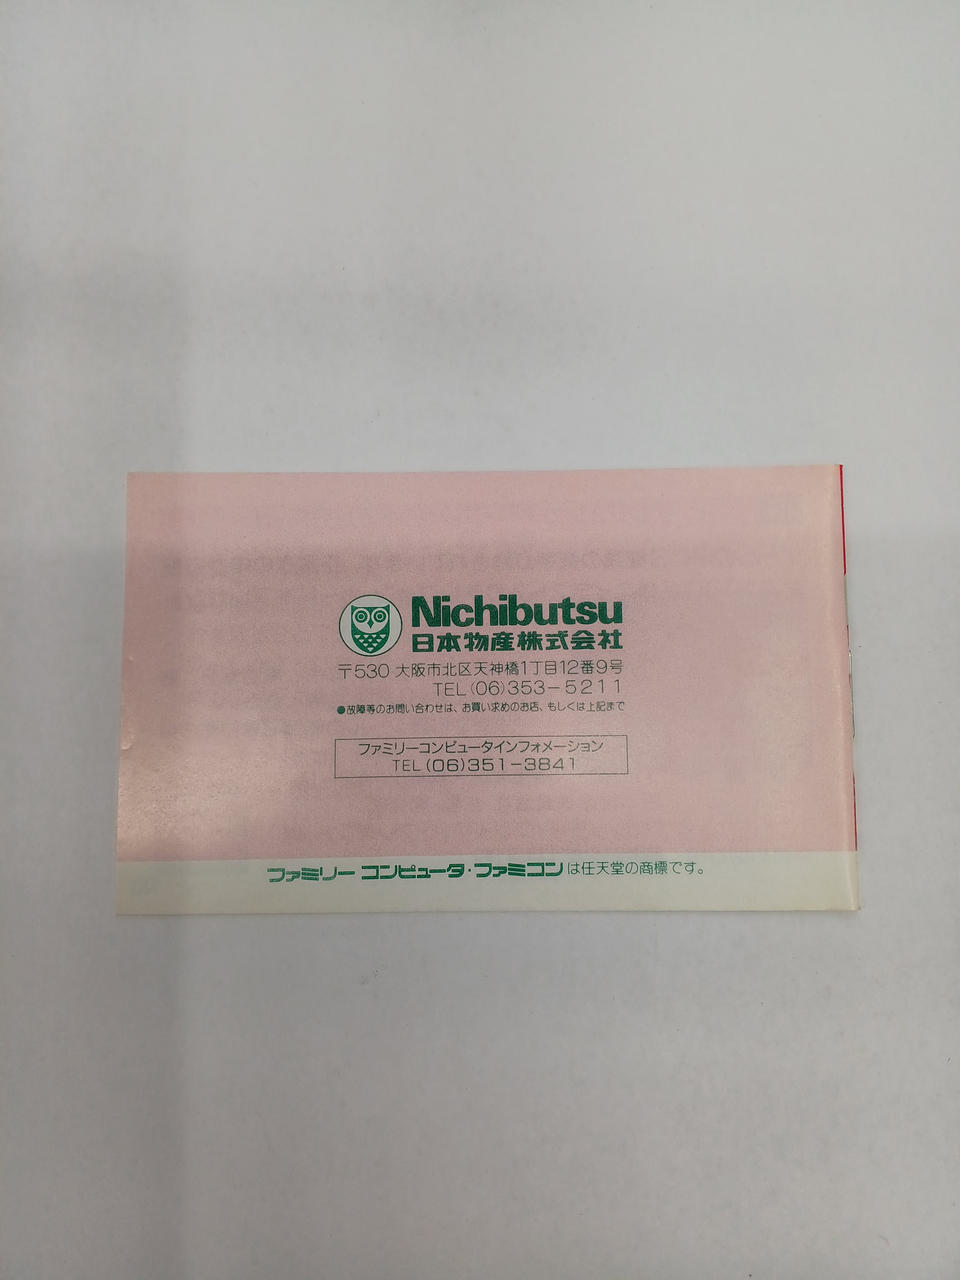 Nichibutsu
日本物産株式会社
〒530 大阪市北区天神橋1丁目12番9号
TEL(06)353-5211
●故障等のお問い合わせは、お買い求めのお店、もしくは上記まで
ファミリーコンピュータインフォメーション
TEL(06)351-3841
ファミリーコンピュータ・ファミコンは任天堂の商標です。